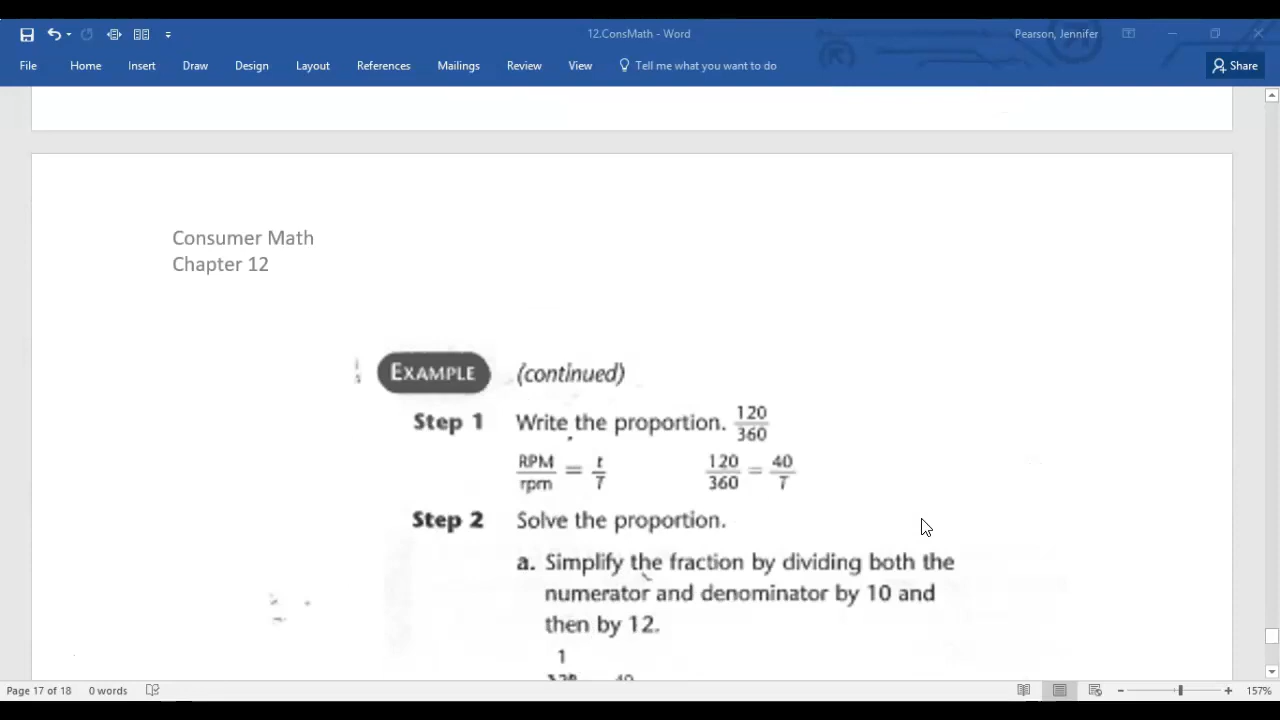 12.ConsMath - Word
Pearson, Jennifer
File Home Insert Draw Design Layout References Mailings Review View Tell me what you want to do Share
Consumer Math
Chapter 12
EXAMPLE (continued)
Step 1 Write the proportion. 120/360
RPM/rpm = t/T 120/360 = 40/T
Step 2 Solve the proportion.
a. Simplify the fraction by dividing both the
numerator and denominator by 10 and
then by 12.
1
Page 17 of 18 0 words 157%